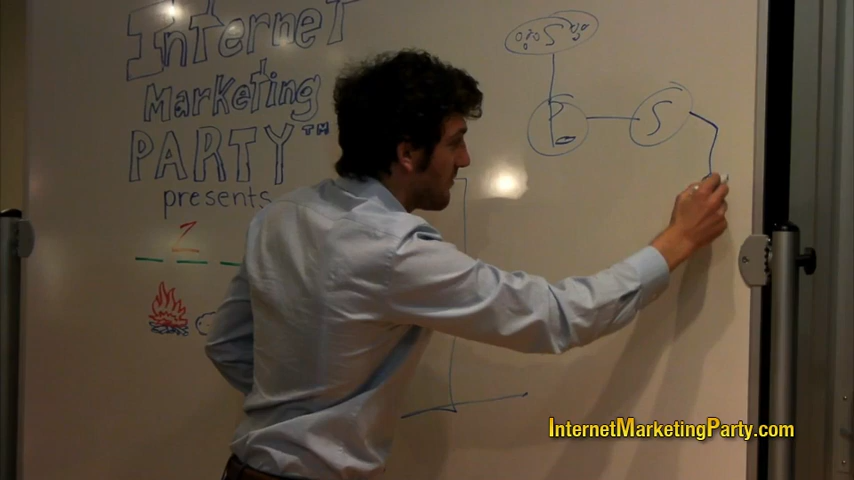 Internet
Marketing
PARTY™
presents
Z
S
S
InternetMarketingParty.com